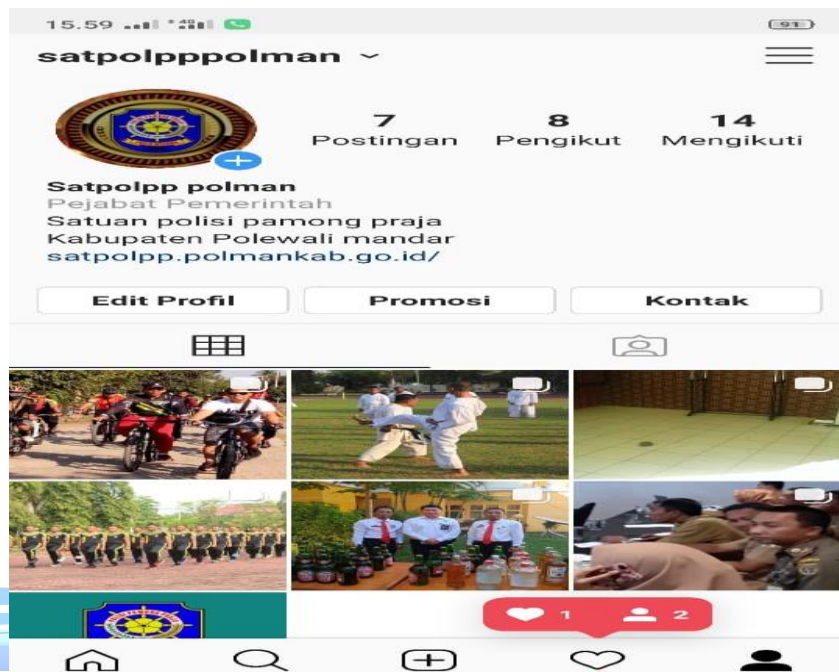 15.59
91
satpolpppolman
7
8
14
Postingan
Pengikut
Mengikuti
Satpolpp polman
Pejabat Pemerintah
Satuan polisi pamong praja
Kabupaten Polewali mandar
satpolpp.polmankab.go.id/
Edit Profil
Promosi
Kontak
1
2